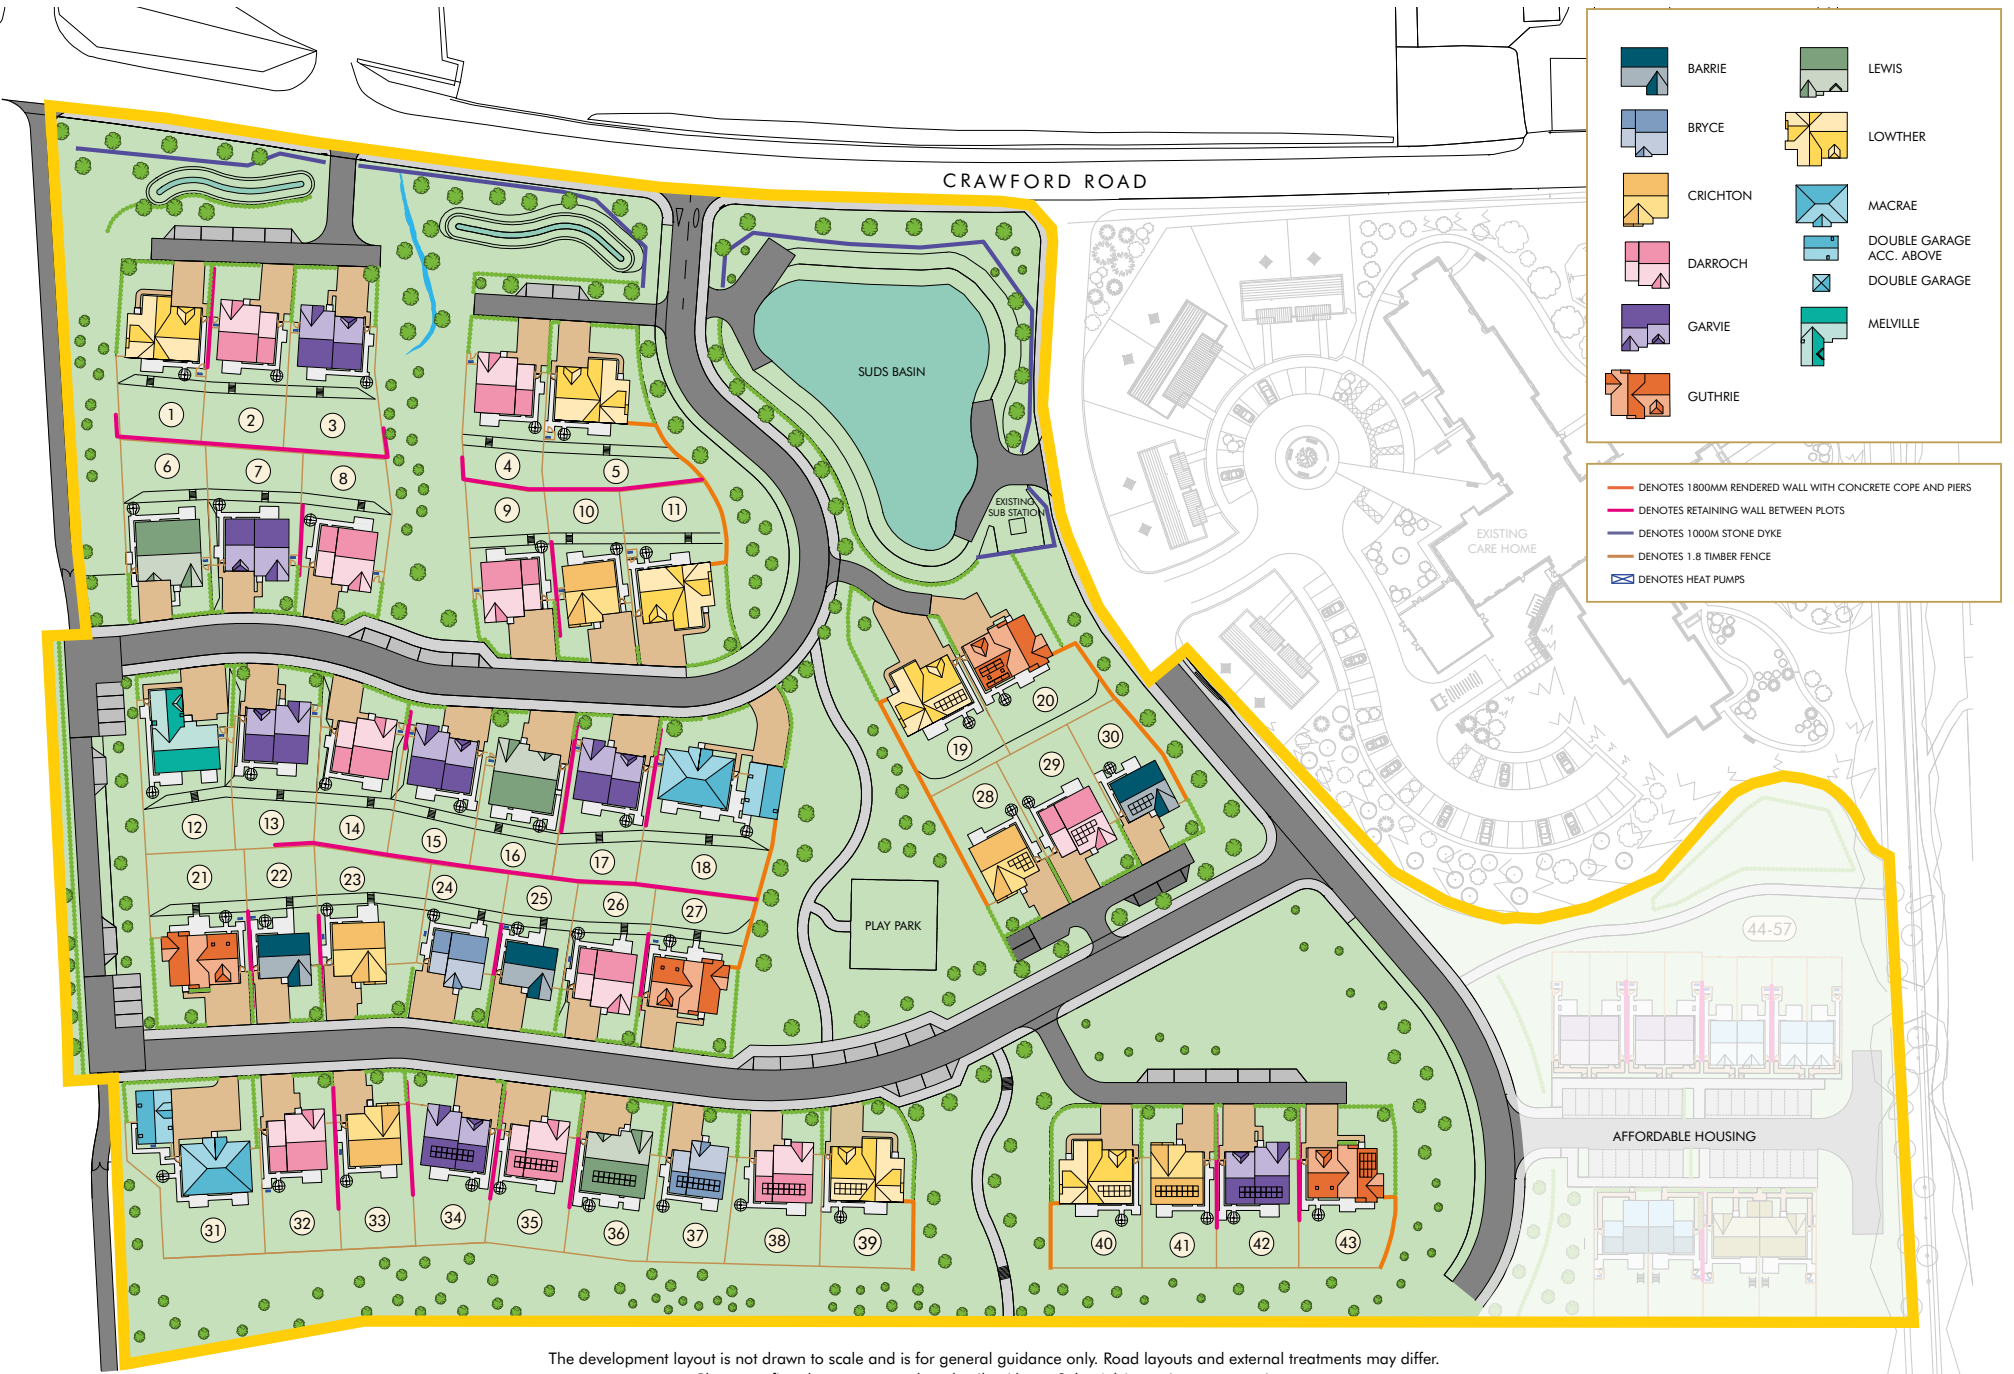 CRAWFORD ROAD
BARRIE
BRYCE
CRICHTON
DARROCH
GARVIE
GUTHRIE
LEWIS
LOWTHER
MACRAE
DOUBLE GARAGE
ACC. ABOVE
DOUBLE GARAGE
MELVILLE
DENOTES 1800MM RENDERED WALL WITH CONCRETE COPE AND PIERS
DENOTES RETAINING WALL BETWEEN PLOTS
DENOTES 1000M STONE DYKE
DENOTES 1.8 TIMBER FENCE
DENOTES HEAT PUMPS
SUDS BASIN
EXISTING
SUB STATION
EXISTING
CARE HOME
1
2
3
4
5
6
7
8
9
10
11
12
13
14
15
16
17
18
19
20
21
22
23
24
25
26
27
28
29
30
PLAY PARK
31
32
33
34
35
36
37
38
39
40
41
42
43
44-57
AFFORDABLE HOUSING
The development layout is not drawn to scale and is for general guidance only. Road layouts and external treatments may differ.